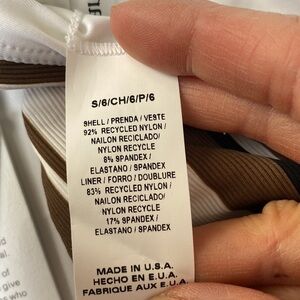 S/6/CH/6/P/6
SHELL / PRENDA / VESTE
92% RECYCLED NYLON /
NAILON RECICLADO/
NYLON RECYCLE
8% SPANDEX /
ELASTANO / SPANDEX
LINER / FORRO / DOUBLURE
83% RECYCLED NYLON /
NAILON RECICLADO/
NYLON RECYCLE
17% SPANDEX /
ELASTANO / SPANDEX
MADE IN U.S.A.
HECHO EN E.U.A.
FABRIQUE AUX E.U.A.
of
give